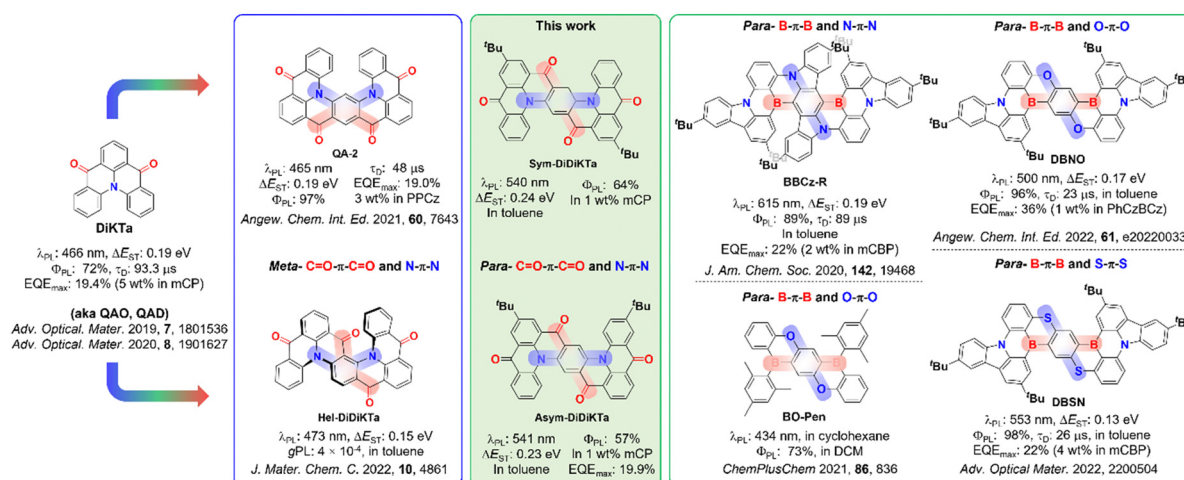 DiKTa
λPL: 466 nm, ΔEST: 0.19 eV
ΦPL: 72%, τD: 93.3 μs
EQEmax: 19.4% (5 wt% in mCP)
(aka QAO, QAD)
Adv. Optical. Mater. 2019, 7, 1801536
Adv. Optical. Mater. 2020, 8, 1901627
QA-2
λPL: 465 nm τD: 48 μs
ΔEST: 0.19 eV EQEmax: 19.0%
ΦPL: 97% 3 wt% in PPCz
Angew. Chem. Int. Ed. 2021, 60, 7643
Meta- C=O-π-C=O and N-π-N
Hel-DiDiKTa
λPL: 473 nm, ΔEST: 0.15 eV
gPL: 4 × 10-4, in toluene
J. Mater. Chem. C. 2022, 10, 4861
This work
tBu
O
O
N
N
O
O
tBu
Sym-DiDiKTa
λPL: 540 nm ΦPL: 64%
ΔEST: 0.24 eV In 1 wt% mCP
In toluene
Para- C=O-π-C=O and N-π-N
tBu
tBu
O
O
N
N
O
O
Asym-DiDiKTa
λPL: 541 nm ΦPL: 57%
ΔEST: 0.23 eV In 1 wt% mCP
In toluene EQEmax: 19.9%
Para- B-π-B and N-π-N
tBu
tBu
tBu
N
N
B
B
N
N
tBu
tBu
tBu
BBCz-R
λPL: 615 nm, ΔEST: 0.19 eV
ΦPL: 89%, τD: 89 μs
In toluene
EQEmax: 22% (2 wt% in mCBP)
J. Am. Chem. Soc. 2020, 142, 19468
Para- B-π-B and O-π-O
O
B
B
O
BO-Pen
λPL: 434 nm, in cyclohexane
ΦPL: 73%, in DCM
ChemPlusChem 2021, 86, 836
Para- B-π-B and O-π-O
tBu
tBu
O
N
B
B
N
O
tBu
tBu
DBNO
λPL: 500 nm, ΔEST: 0.17 eV
ΦPL: 96%, τD: 23 μs, in toluene
EQEmax: 36% (1 wt% in PhCzBCz)
Angew. Chem. Int. Ed. 2022, 61, e20220033
Para- B-π-B and S-π-S
tBu
tBu
S
N
B
B
N
S
tBu
tBu
DBSN
λPL: 553 nm, ΔEST: 0.13 eV
ΦPL: 98%, τD: 26 μs, in toluene
EQEmax: 22% (4 wt% in mCBP)
Adv. Optical Mater. 2022, 2200504